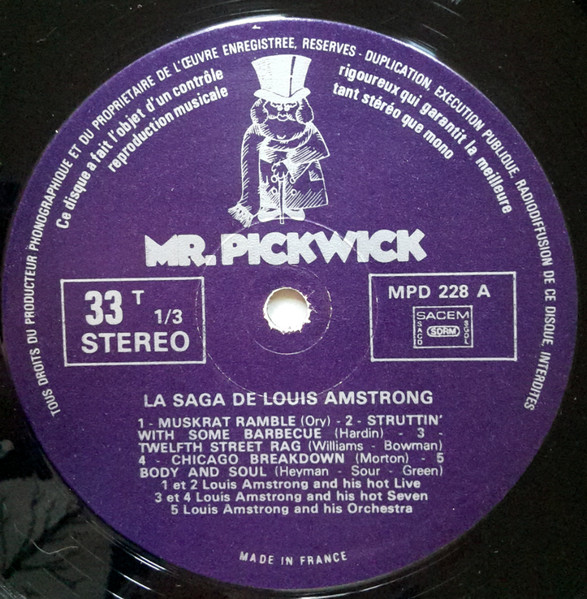 TOUS DROITS DU PRODUCTEUR PHONOGRAPHIQUE ET DU PROPRIETAIRE DE L'ŒUVRE ENREGISTREE, RESERVES - DUPLICATION, EXECUTION PUBLIQUE, RADIODIFFUSION DE CE DISQUE, INTERDITES
Ce disque a fait l'objet d'un contrôle
rigoureux qui garentit la meilleure
reproduction musicale
tant stéréo que mono
MR. PICKWICK
33 T 1/3
STEREO
MPD 228 A
SACEM
SACD SDRM SGDL
LA SAGA DE LOUIS AMSTRONG
1 - MUSKRAT RAMBLE (Ory) - 2 - STRUTTIN'
WITH SOME BARBECUE (Hardin) - 3 -
TWELFTH STREET RAG (Williams - Bowman)
4 - CHICAGO BREAKDOWN (Morton) - 5
BODY AND SOUL (Heyman - Sour - Green)
1 et 2 Louis Amstrong and his hot Live
3 et 4 Louis Amstrong and his hot Seven
5 Louis Amstrong and his Orchestra
MADE IN FRANCE